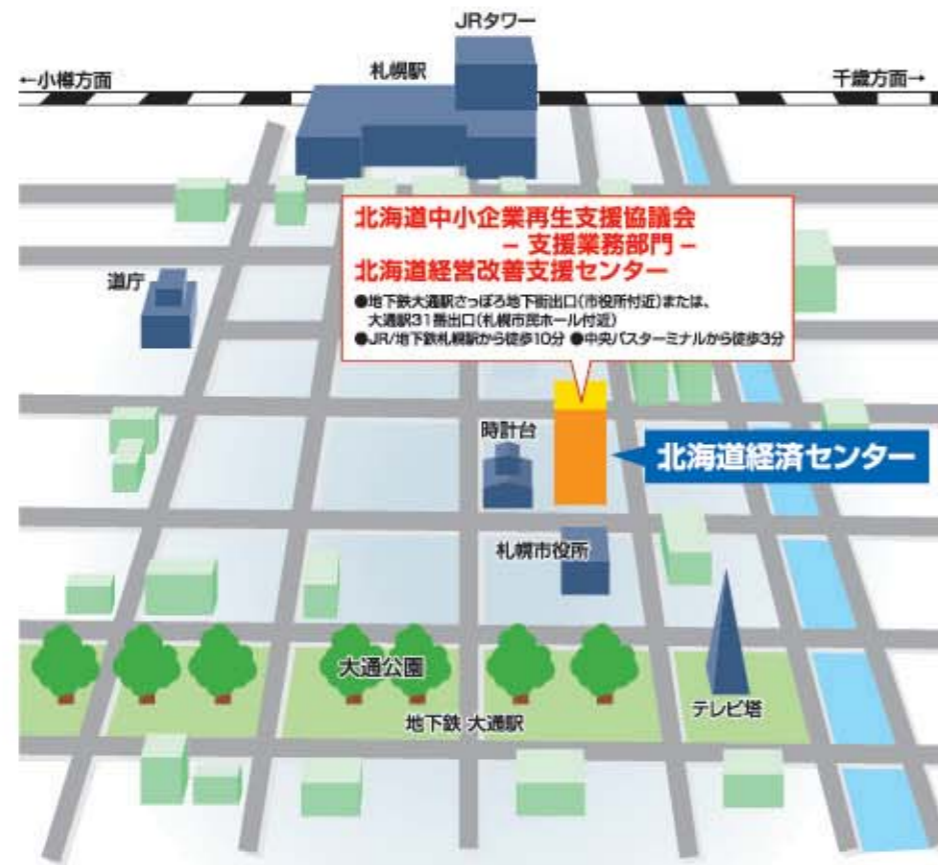 JRタワー
札幌駅
←小樽方面
千歳方面→
北海道中小企業再生支援協議会
－支援業務部門－
北海道経営改善支援センター
●地下鉄大通駅さっぽろ地下街出口(市役所付近)または、
大通駅31番出口(札幌市民ホール付近)
●JR/地下鉄札幌駅から徒歩10分 ●中央バスターミナルから徒歩3分
道庁
時計台
北海道経済センター
札幌市役所
大通公園
テレビ塔
地下鉄 大通駅